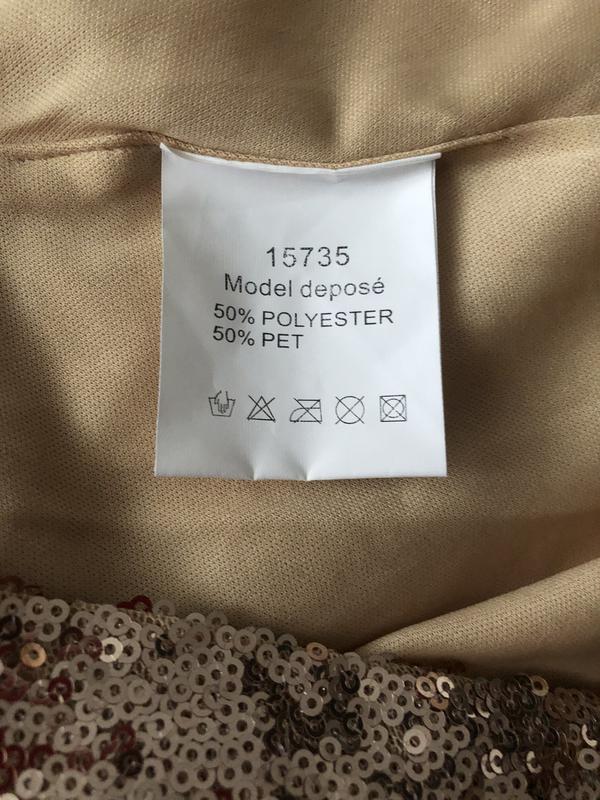 15735
Model deposé
50% POLYESTER
50% PET